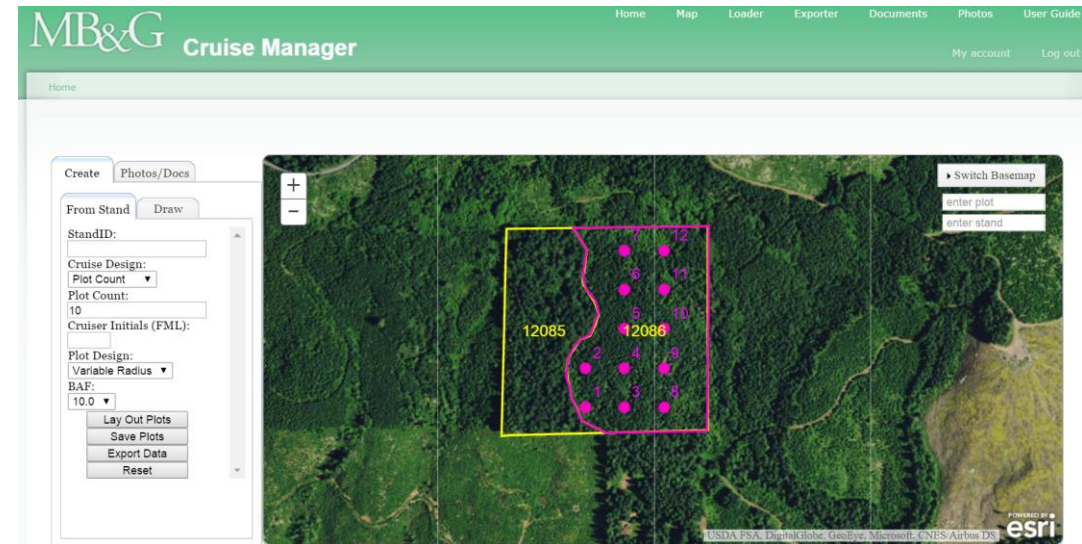 MB&G Cruise Manager
Home Map Loader Exporter Documents Photos User Guide
My account Log out
Home
Create Photos/Docs
From Stand Draw
StandID:
Cruise Design:
Plot Count
Plot Count:
10
Cruiser Initials (FML):
Plot Design:
Variable Radius
BAF:
10.0
Lay Out Plots
Save Plots
Export Data
Reset
+
−
Switch Basemap
enter plot
enter stand
7 12
6 11
5 10
12085 12086
2 4 9
1 3 8
POWERED BY
esri
USDA FSA, DigitalGlobe, GeoEye, Microsoft, CNES/Airbus DS